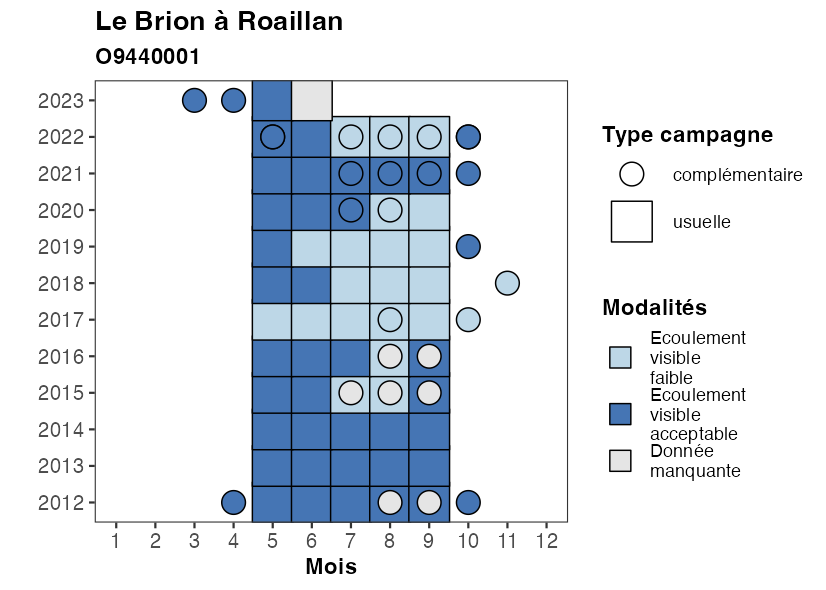 Le Brion à Roaillan
O9440001
2023
2022
2021
2020
2019
2018
2017
2016
2015
2014
2013
2012
1 2 3 4 5 6 7 8 9 10 11 12
Mois
Type campagne
complémentaire
usuelle
Modalités
Ecoulement
visible
faible
Ecoulement
visible
acceptable
Donnée
manquante